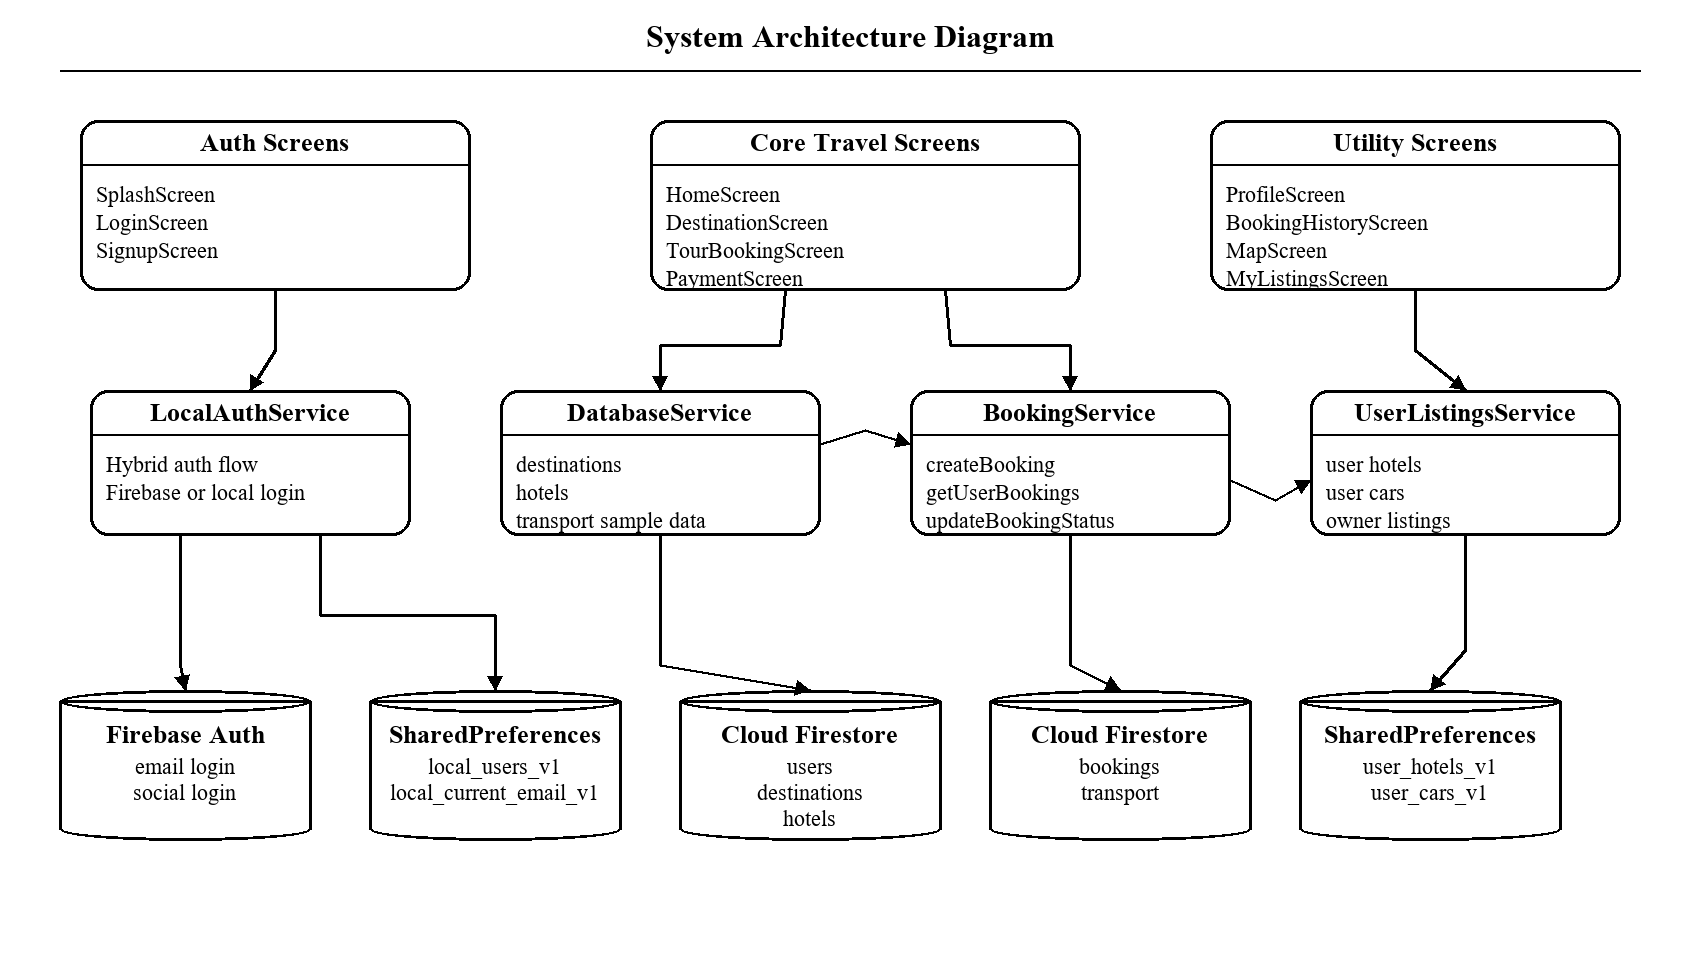 System Architecture Diagram
Auth Screens
SplashScreen
LoginScreen
SignupScreen
Core Travel Screens
HomeScreen
DestinationScreen
TourBookingScreen
PaymentScreen
Utility Screens
ProfileScreen
BookingHistoryScreen
MapScreen
MyListingsScreen
LocalAuthService
Hybrid auth flow
Firebase or local login
DatabaseService
destinations
hotels
transport sample data
BookingService
createBooking
getUserBookings
updateBookingStatus
UserListingsService
user hotels
user cars
owner listings
Firebase Auth
email login
social login
SharedPreferences
local_users_v1
local_current_email_v1
Cloud Firestore
users
destinations
hotels
Cloud Firestore
bookings
transport
SharedPreferences
user_hotels_v1
user_cars_v1